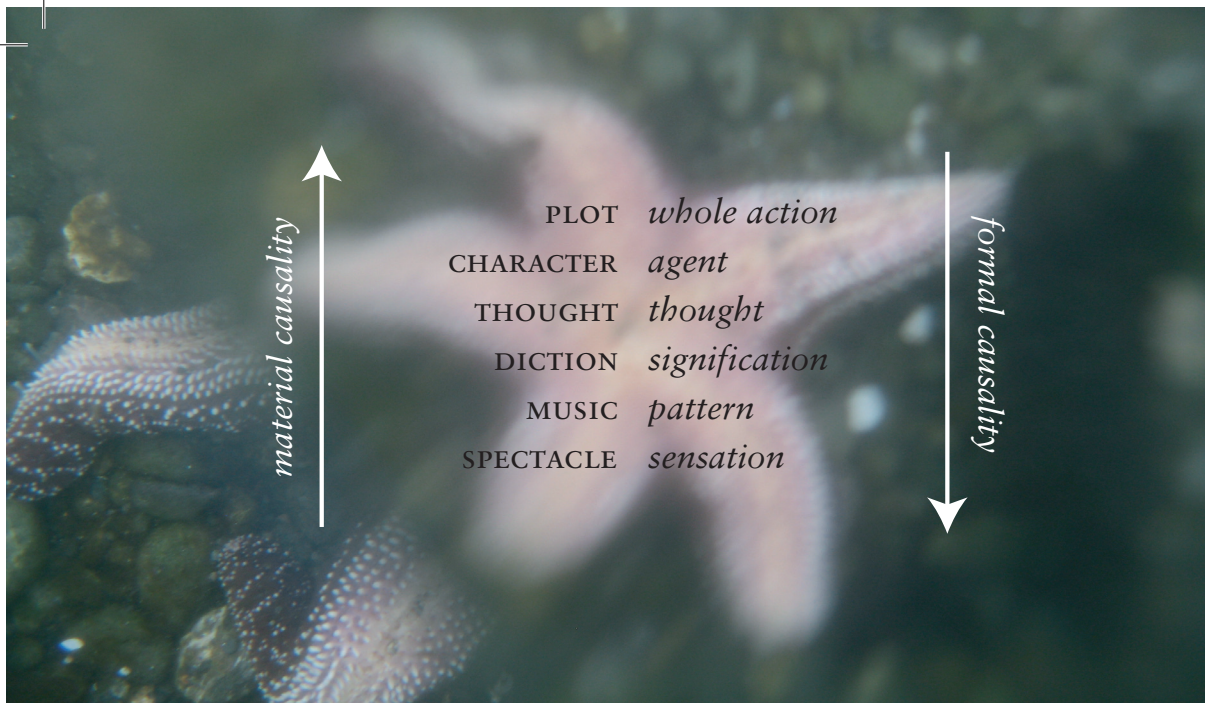 material causality
PLOT whole action
CHARACTER agent
THOUGHT thought
DICTION signification
MUSIC pattern
SPECTACLE sensation
formal causality